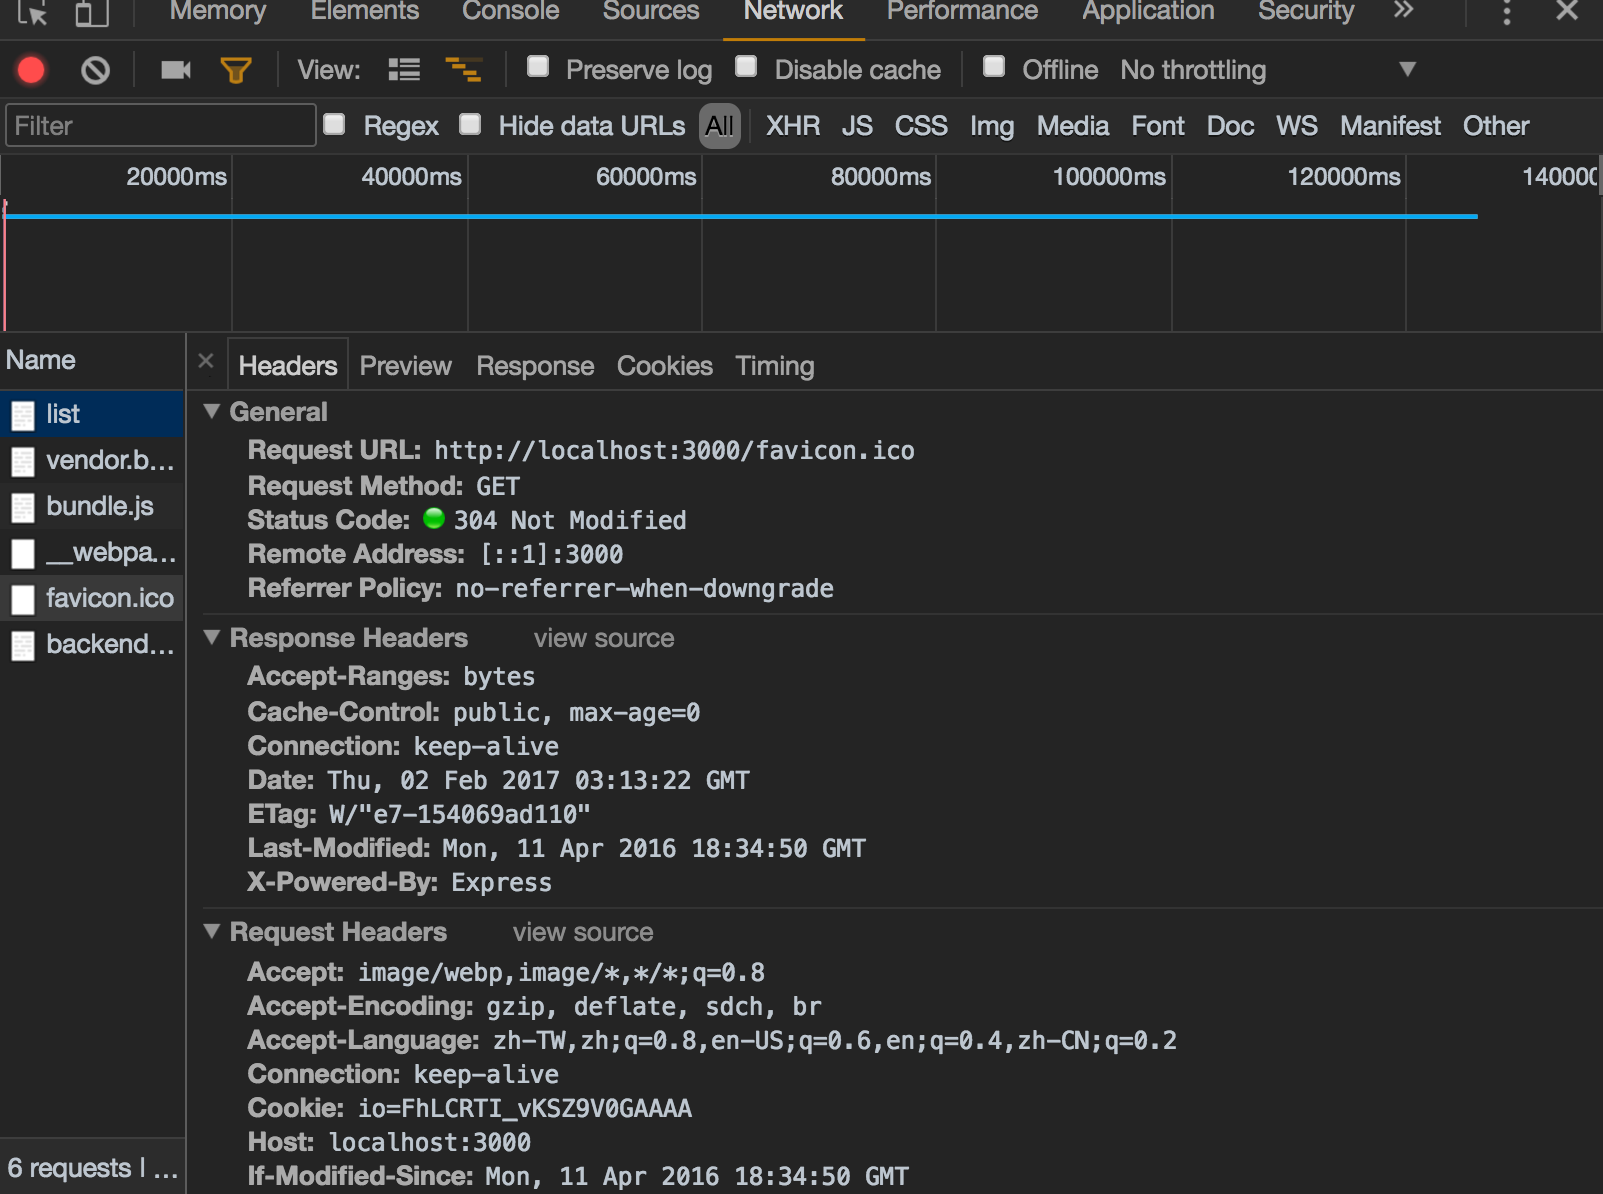 Memory Elements Console Sources Network Performance Application Security »
View: Preserve log Disable cache Offline No throttling
Filter Regex Hide data URLs All XHR JS CSS Img Media Font Doc WS Manifest Other
20000ms 40000ms 60000ms 80000ms 100000ms 120000ms 14000
Name
list
vendor.b...
bundle.js
__webpa...
favicon.ico
backend...
6 requests | ...
× Headers Preview Response Cookies Timing
General
Request URL: http://localhost:3000/favicon.ico
Request Method: GET
Status Code: 304 Not Modified
Remote Address: [::1]:3000
Referrer Policy: no-referrer-when-downgrade
Response Headers view source
Accept-Ranges: bytes
Cache-Control: public, max-age=0
Connection: keep-alive
Date: Thu, 02 Feb 2017 03:13:22 GMT
ETag: W/"e7-154069ad110"
Last-Modified: Mon, 11 Apr 2016 18:34:50 GMT
X-Powered-By: Express
Request Headers view source
Accept: image/webp,image/*,*/*;q=0.8
Accept-Encoding: gzip, deflate, sdch, br
Accept-Language: zh-TW,zh;q=0.8,en-US;q=0.6,en;q=0.4,zh-CN;q=0.2
Connection: keep-alive
Cookie: io=FhLCRTI_vKSZ9V0GAAAA
Host: localhost:3000
If-Modified-Since: Mon, 11 Apr 2016 18:34:50 GMT